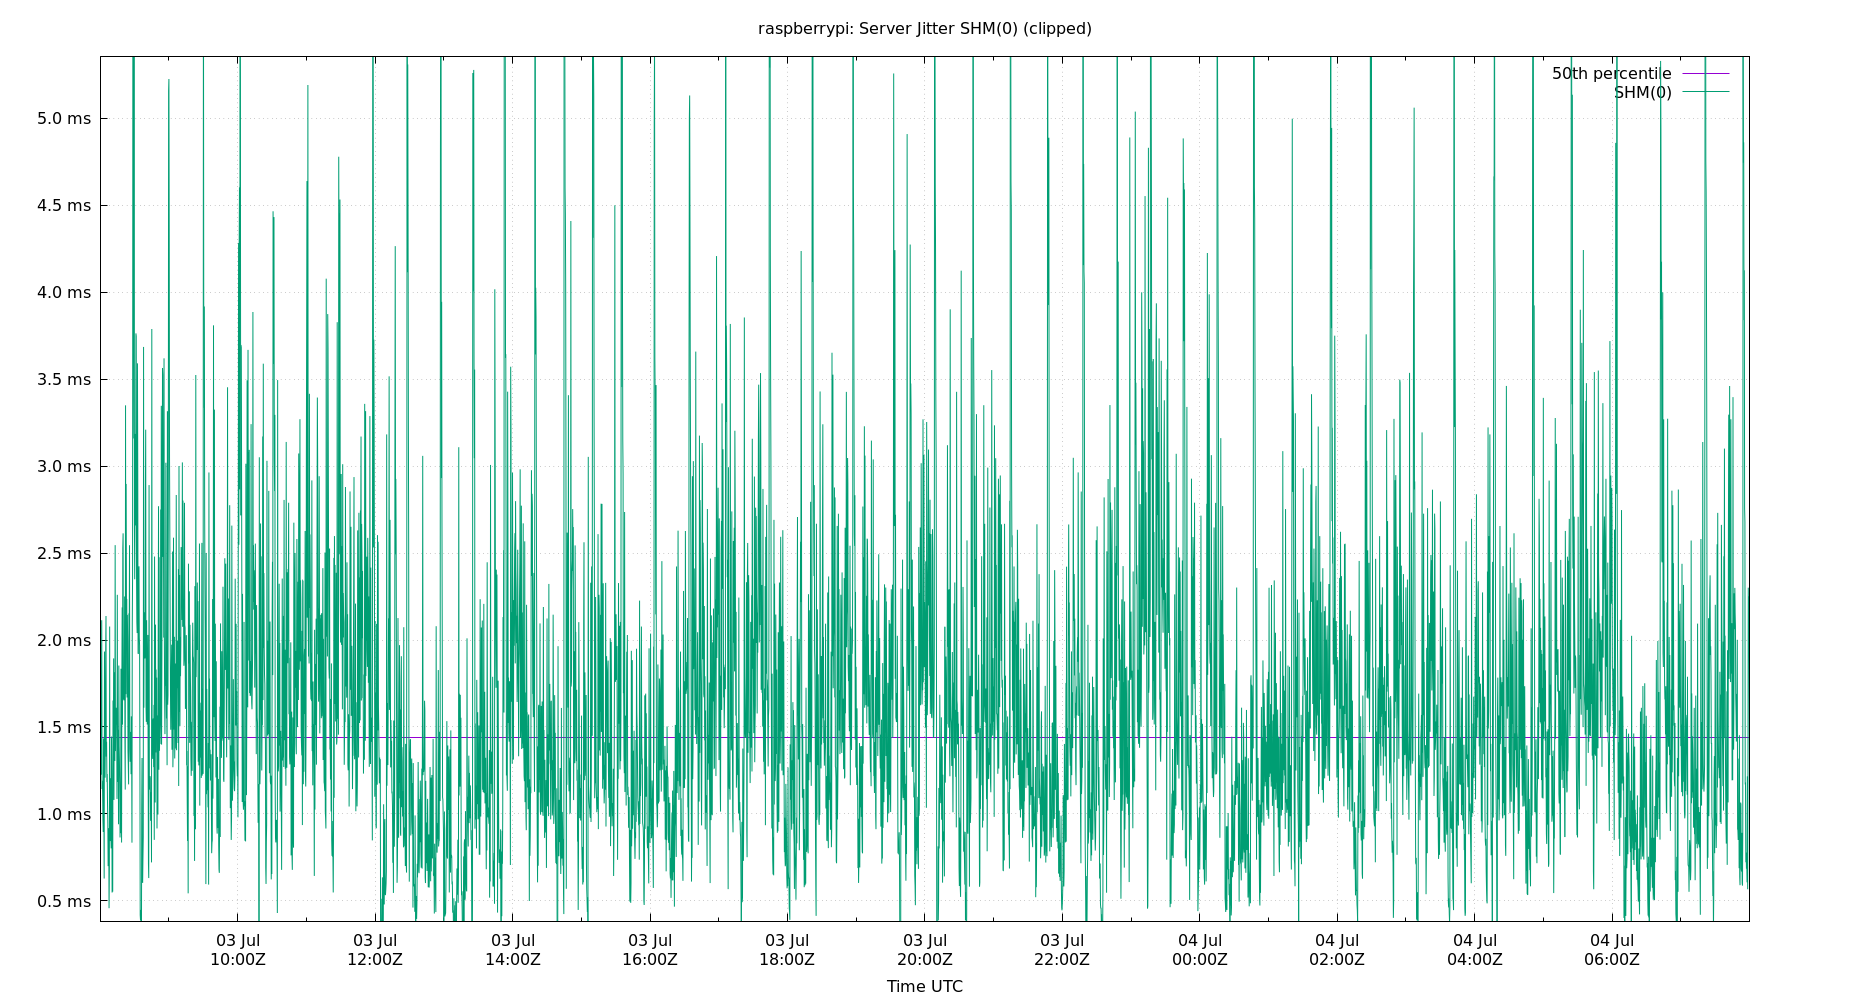 raspberrypi: Server Jitter SHM(0) (clipped)
50th percentile
SHM(0)
5.0 ms
4.5 ms
4.0 ms
3.5 ms
3.0 ms
2.5 ms
2.0 ms
1.5 ms
1.0 ms
0.5 ms
03 Jul 03 Jul 03 Jul 03 Jul 03 Jul 03 Jul 03 Jul 04 Jul 04 Jul 04 Jul 04 Jul
10:00Z 12:00Z 14:00Z 16:00Z 18:00Z 20:00Z 22:00Z 00:00Z 02:00Z 04:00Z 06:00Z
Time UTC